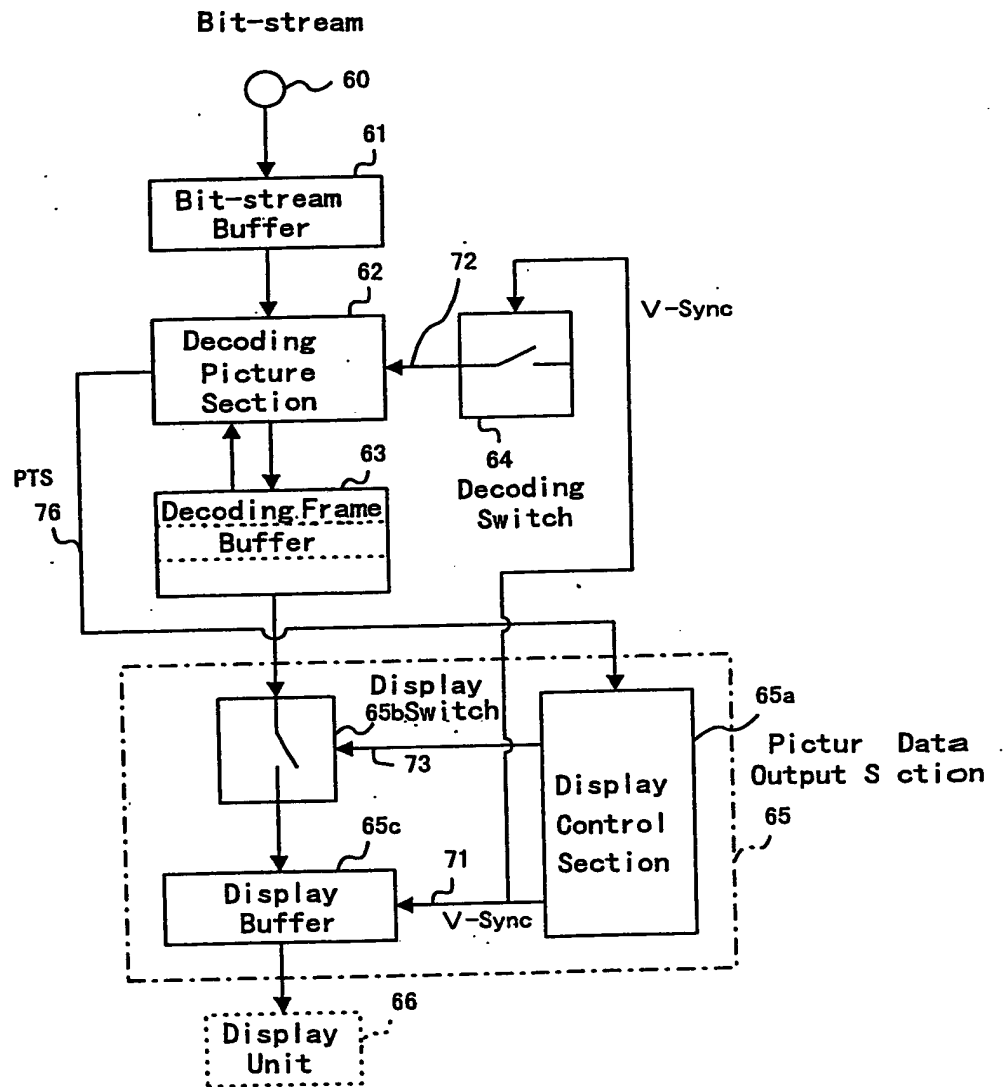 Bit-stream
60
61
Bit-stream
Buffer
72
62
V-Sync
Decoding
Picture
Section
64
Decoding
Switch
63
PTS
76
Decoding Frame
Buffer
Display
65b Switch
65a
73
Pictur Data
Output S ction
65
Display
Control
Section
65c
71
V-Sync
Display
Buffer
66
Display
Unit